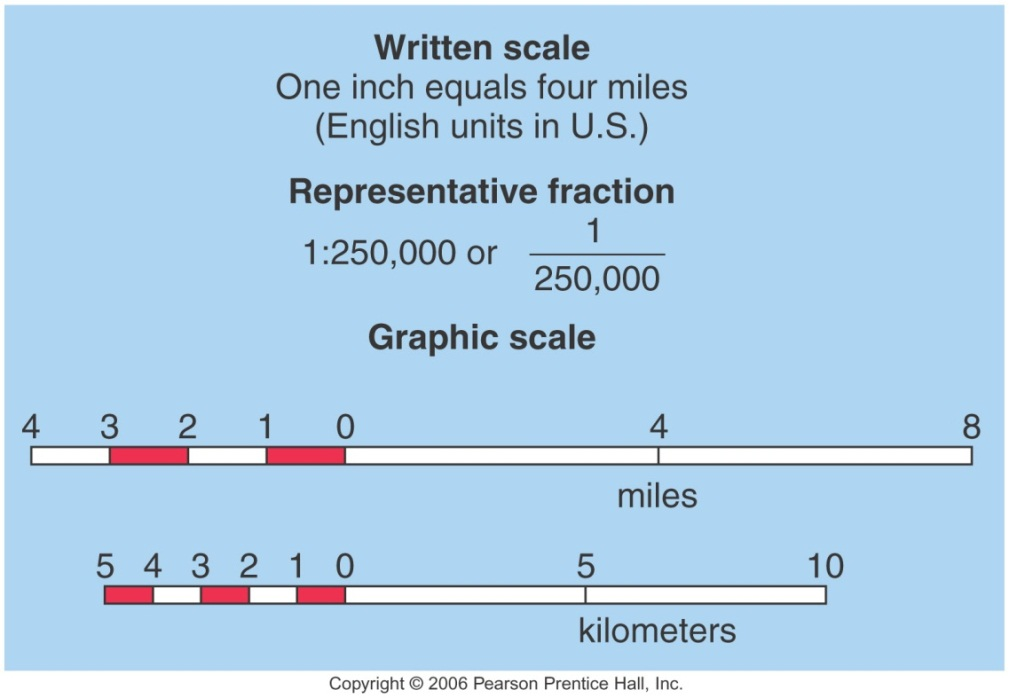 Written scale
One inch equals four miles
(English units in U.S.)
Representative fraction
1:250,000 or 1
250,000
Graphic scale
4 3 2 1 0 4 8
miles
5 4 3 2 1 0 5 10
kilometers
Copyright © 2006 Pearson Prentice Hall, Inc.